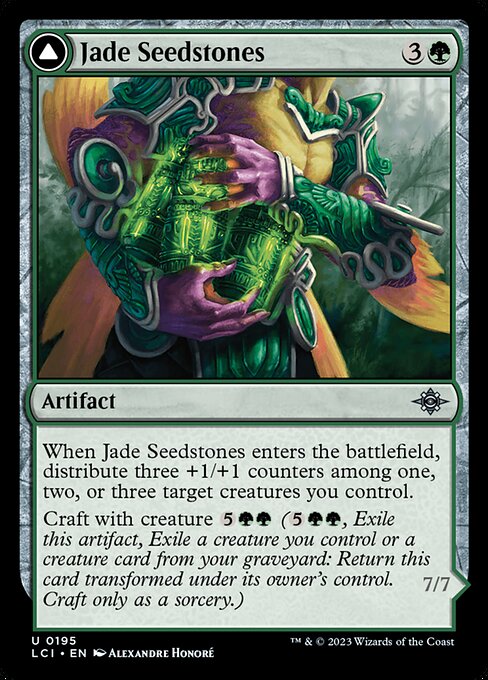 Jade Seedstones 3
Artifact
When Jade Seedstones enters the battlefield,
distribute three +1/+1 counters among one,
two, or three target creatures you control.
Craft with creature 5 (5, Exile
this artifact, Exile a creature you control or a
creature card from your graveyard: Return this
card transformed under its owner's control.
Craft only as a sorcery.)
7/7
U 0195
LCI • EN Alexandre Honoré
™ & © 2023 Wizards of the Coast